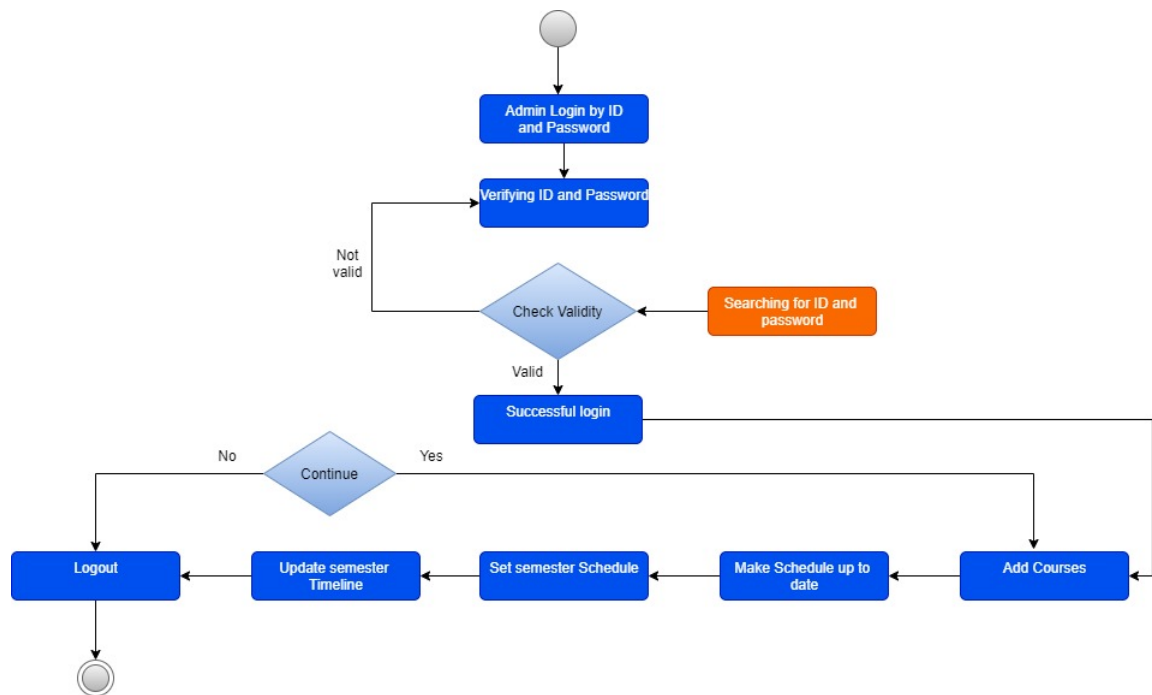 Admin Login by ID
and Password
Verifying ID and Password
Not
valid
Check Validity
Searching for ID and
password
Valid
Successful login
No
Continue
Yes
Logout
Update semester
Timeline
Set semester Schedule
Make Schedule up to
date
Add Courses